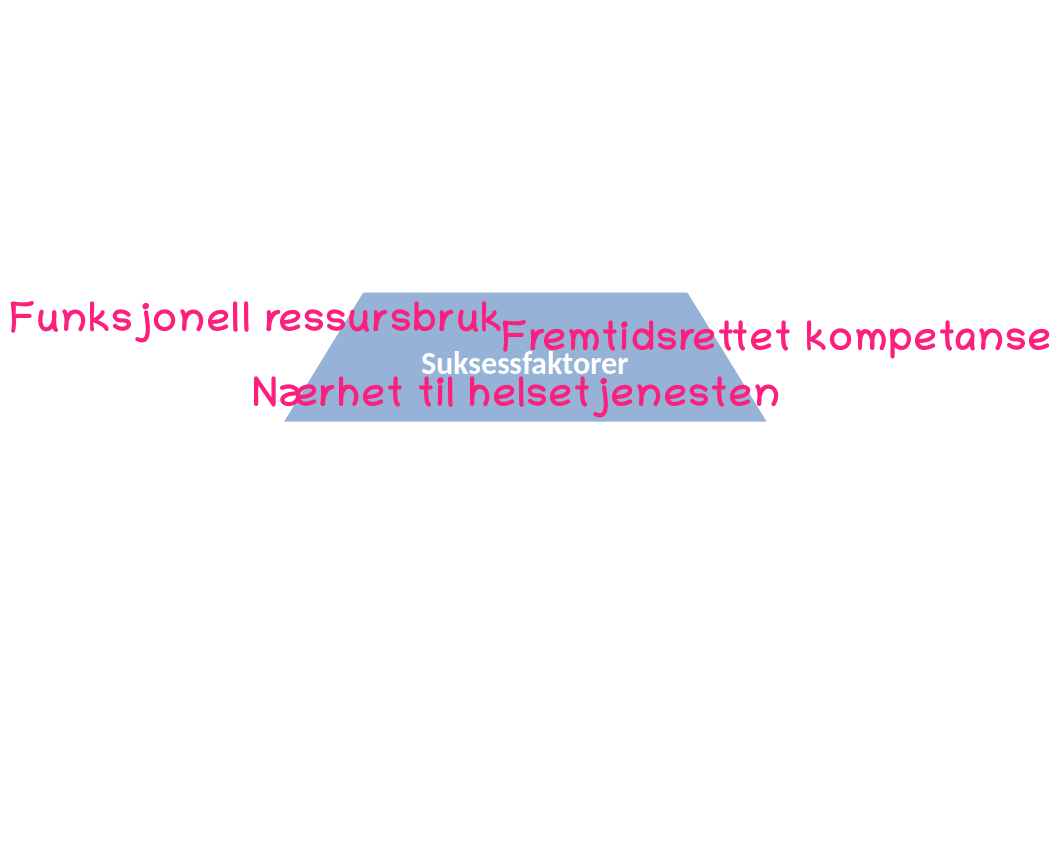 Funksjonell ressursbruk
Fremtidsrettet kompetanse
Suksessfaktorer
Nærhet til helsetjenesten